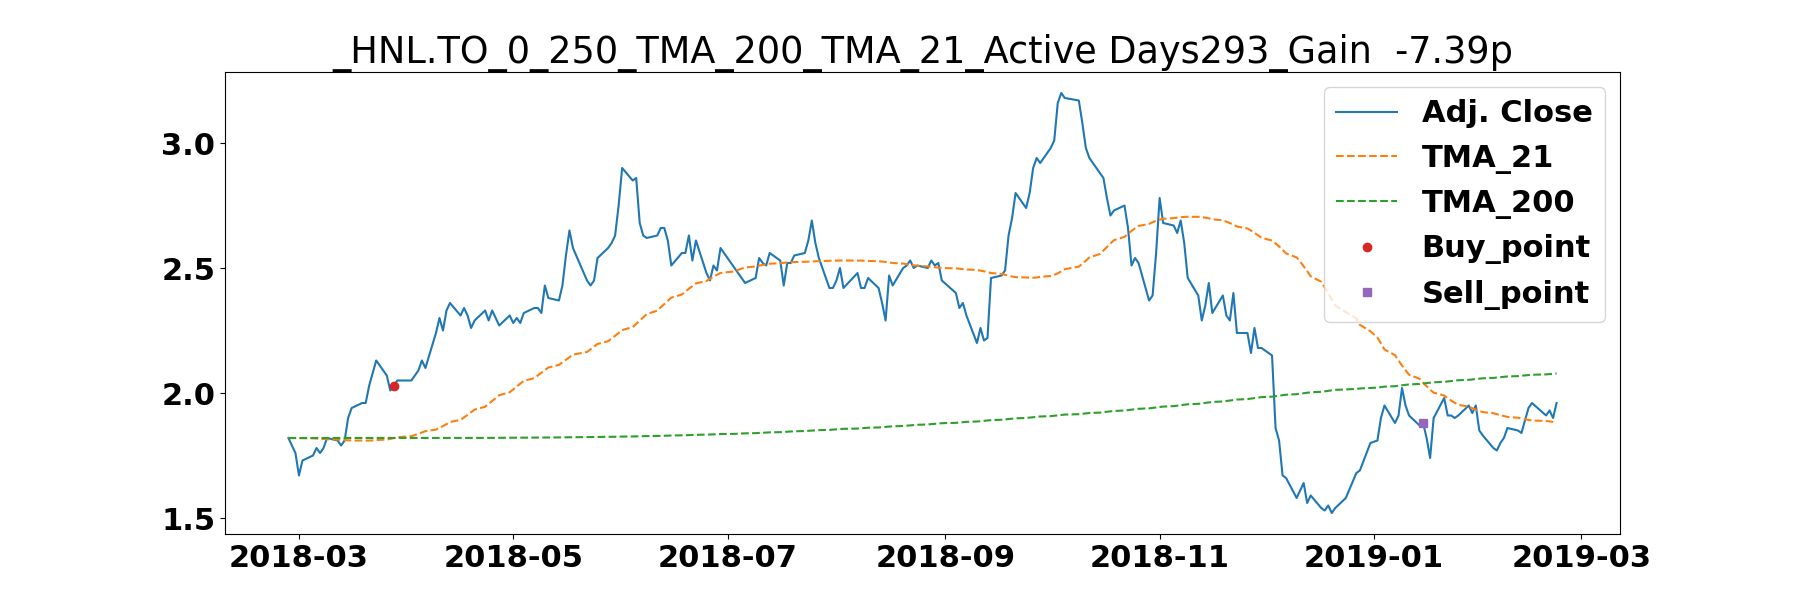 _HNL.TO_0_250_TMA_200_TMA_21_Active Days293_Gain  -7.39p
Adj. Close
TMA_21
TMA_200
Buy_point
Sell_point
3.0
2.5
2.0
1.5
2018-03 2018-05 2018-07 2018-09 2018-11 2019-01 2019-03